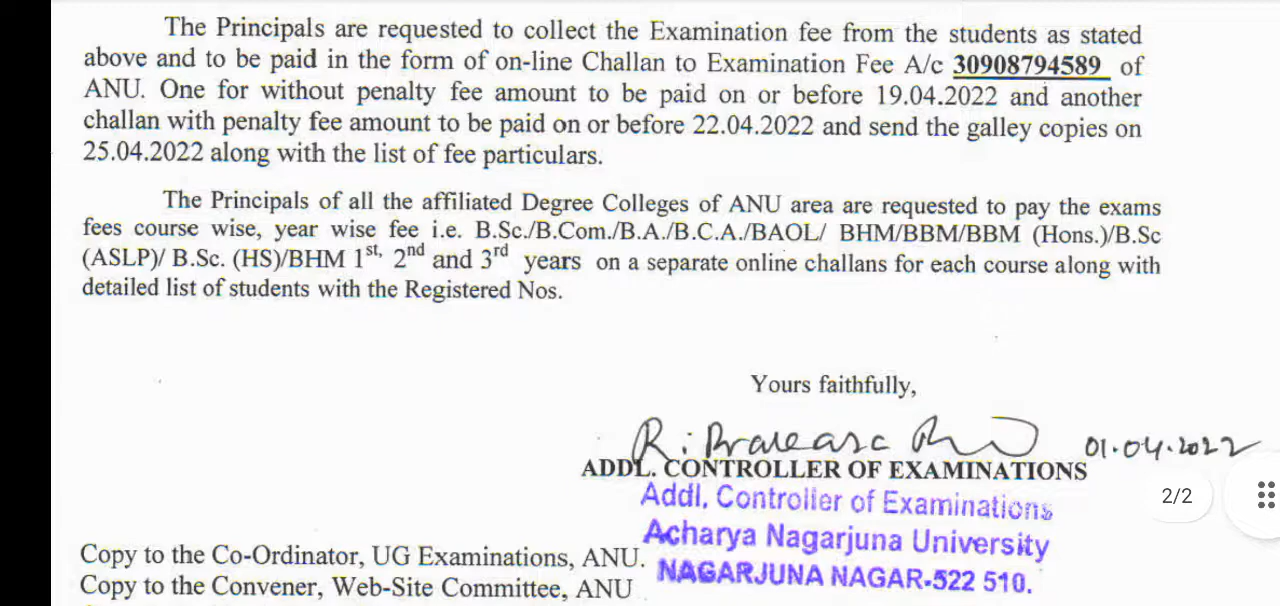 The Principals are requested to collect the Examination fee from the students as stated
above and to be paid in the form of on-line Challan to Examination Fee A/c 30908794589 of
ANU. One for without penalty fee amount to be paid on or before 19.04.2022 and another
challan with penalty fee amount to be paid on or before 22.04.2022 and send the galley copies on
25.04.2022 along with the list of fee particulars.
The Principals of all the affiliated Degree Colleges of ANU area are requested to pay the exams
fees course wise, year wise fee i.e. B.Sc./B.Com./B.A./B.C.A./BAOL/ BHM/BBM/BBM (Hons.)/B.Sc
(ASLP)/ B.Sc. (HS)/BHM 1st, 2nd and 3rd years on a separate online challans for each course along with
detailed list of students with the Registered Nos.
Yours faithfully,
R. 01.04.2022
ADDL. CONTROLLER OF EXAMINATIONS
Addl. Controller of Examinations
2/2
Acharya Nagarjuna University
NAGARJUNA NAGAR-522 510.
Copy to the Co-Ordinator, UG Examinations, ANU.
Copy to the Convener, Web-Site Committee, ANU